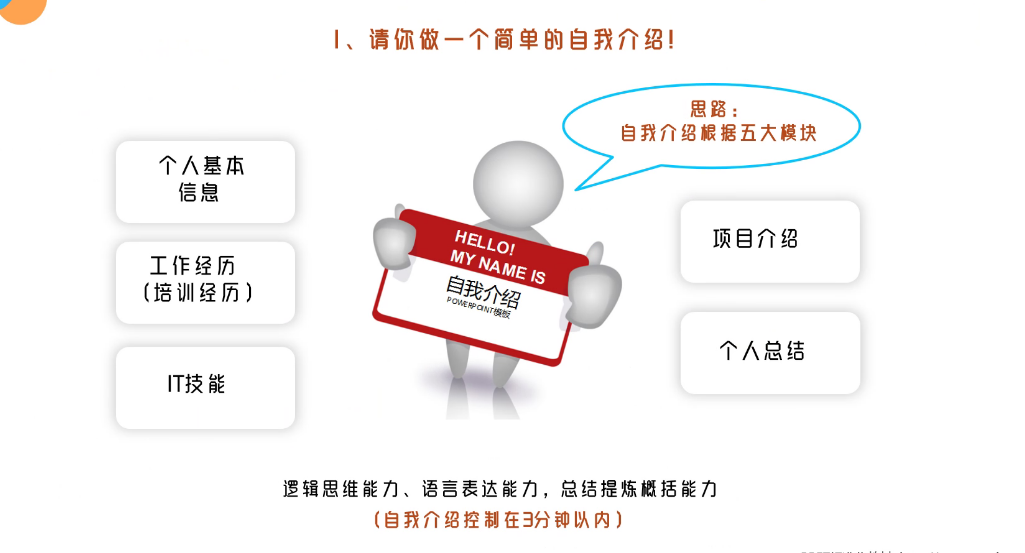 1、请你做一个简单的自我介绍!
思路：
自我介绍根据五大模块
个人基本
信息
工作经历
（培训经历）
IT技能
HELLO!
MY NAME IS
自我介绍
POWERPOINT模板
项目介绍
个人总结
逻辑思维能力、语言表达能力，总结提炼概括能力
（自我介绍控制在3分钟以内）